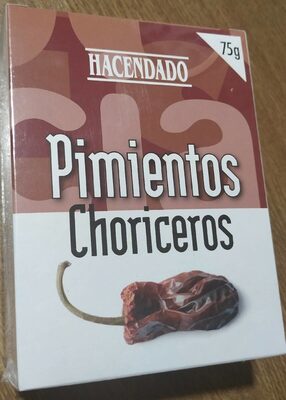 HACENDADO
75g
Pimientos
Choriceros